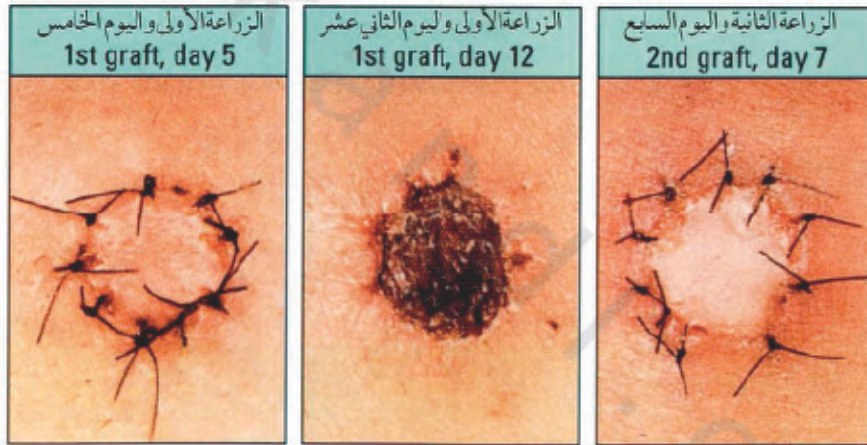 الزراعة الأولى واليوم الخامس
1st graft, day 5
الزراعة الأولى واليوم الثاني عشر
1st graft, day 12
الزراعة الثانية واليوم السابع
2nd graft, day 7